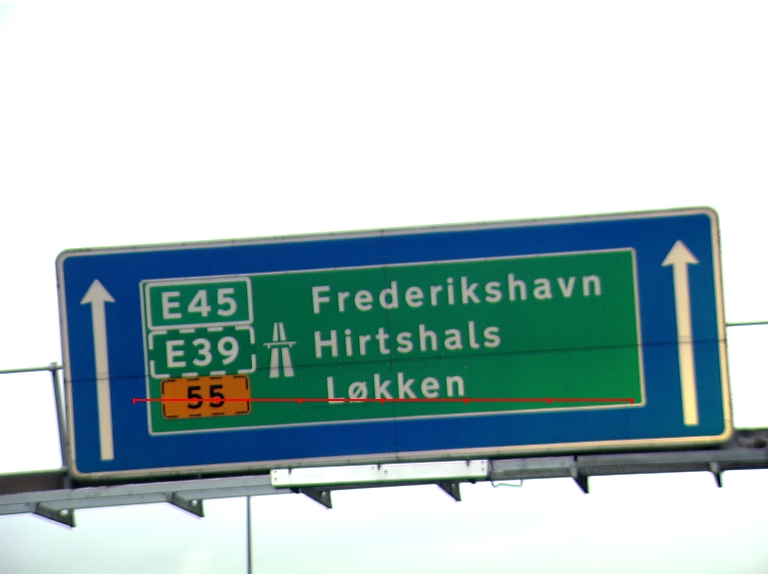 E45
Frederikshavn
E39
Hirtshals
55
Løkken